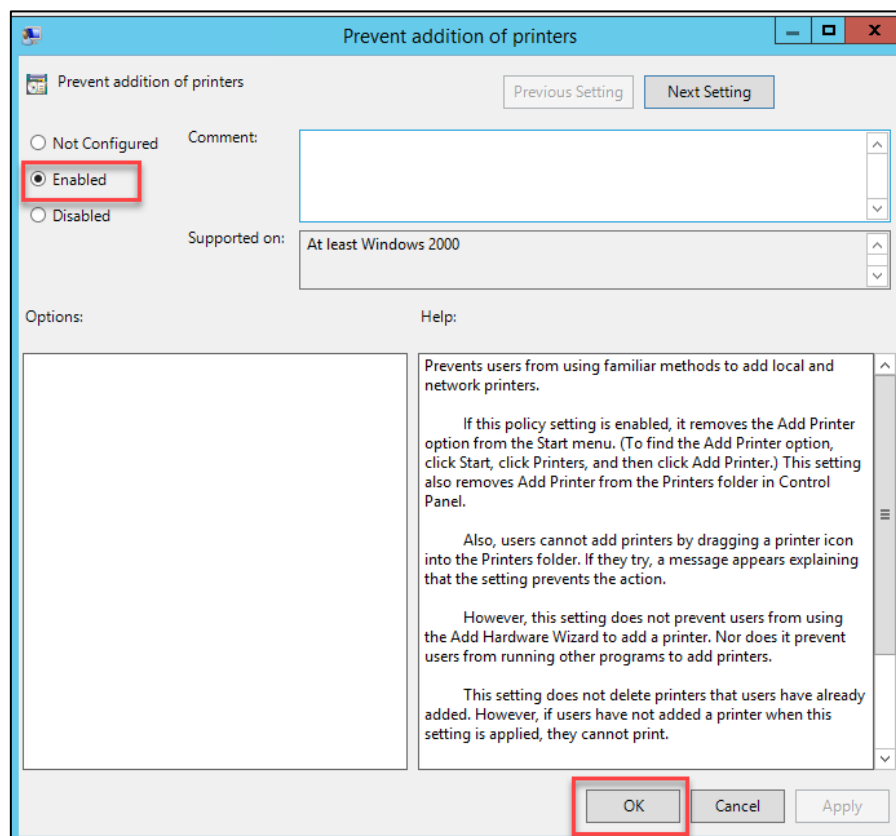 Prevent addition of printers
Prevent addition of printers
Previous Setting
Next Setting
Not Configured
Comment:
Enabled
Disabled
Supported on:
At least Windows 2000
Options:
Help:
Prevents users from using familiar methods to add local and
network printers.
If this policy setting is enabled, it removes the Add Printer
option from the Start menu. (To find the Add Printer option,
click Start, click Printers, and then click Add Printer.) This setting
also removes Add Printer from the Printers folder in Control
Panel.
Also, users cannot add printers by dragging a printer icon
into the Printers folder. If they try, a message appears explaining
that the setting prevents the action.
However, this setting does not prevent users from using
the Add Hardware Wizard to add a printer. Nor does it prevent
users from running other programs to add printers.
This setting does not delete printers that users have already
added. However, if users have not added a printer when this
setting is applied, they cannot print.
OK
Cancel
Apply